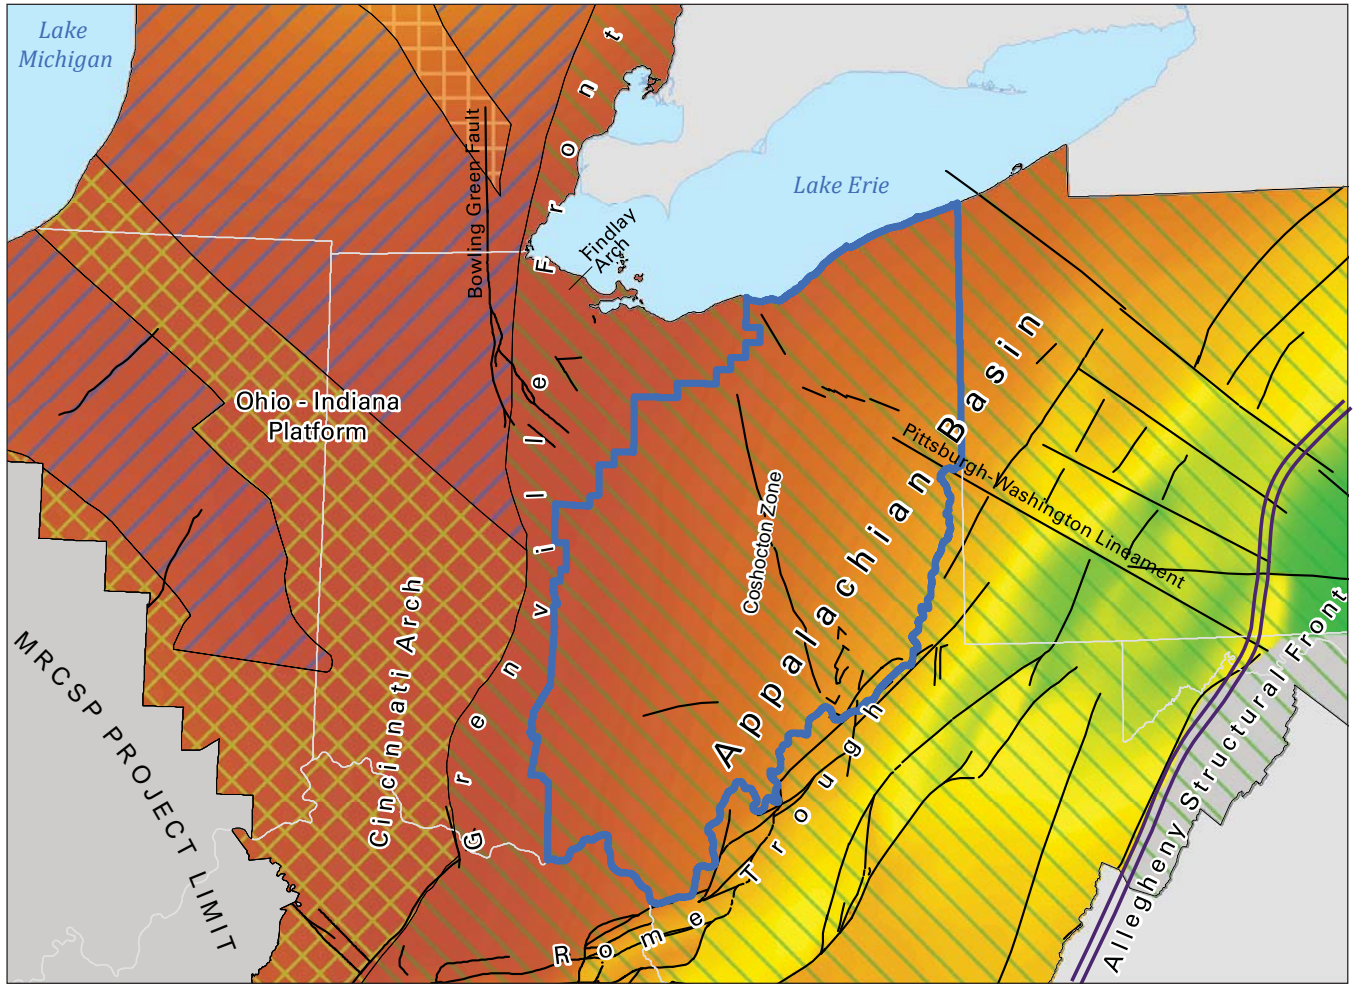 Lake
Michigan
Lake Erie
Grenville Front
Findlay
Arch
Bowling Green Fault
Ohio - Indiana
Platform
Appalachian Basin
Pittsburgh-Washington Lineament
Coshocton Zone
Cincinnati Arch
MRCSP PROJECT LIMIT
Rome Trough
Allegheny Structural Front